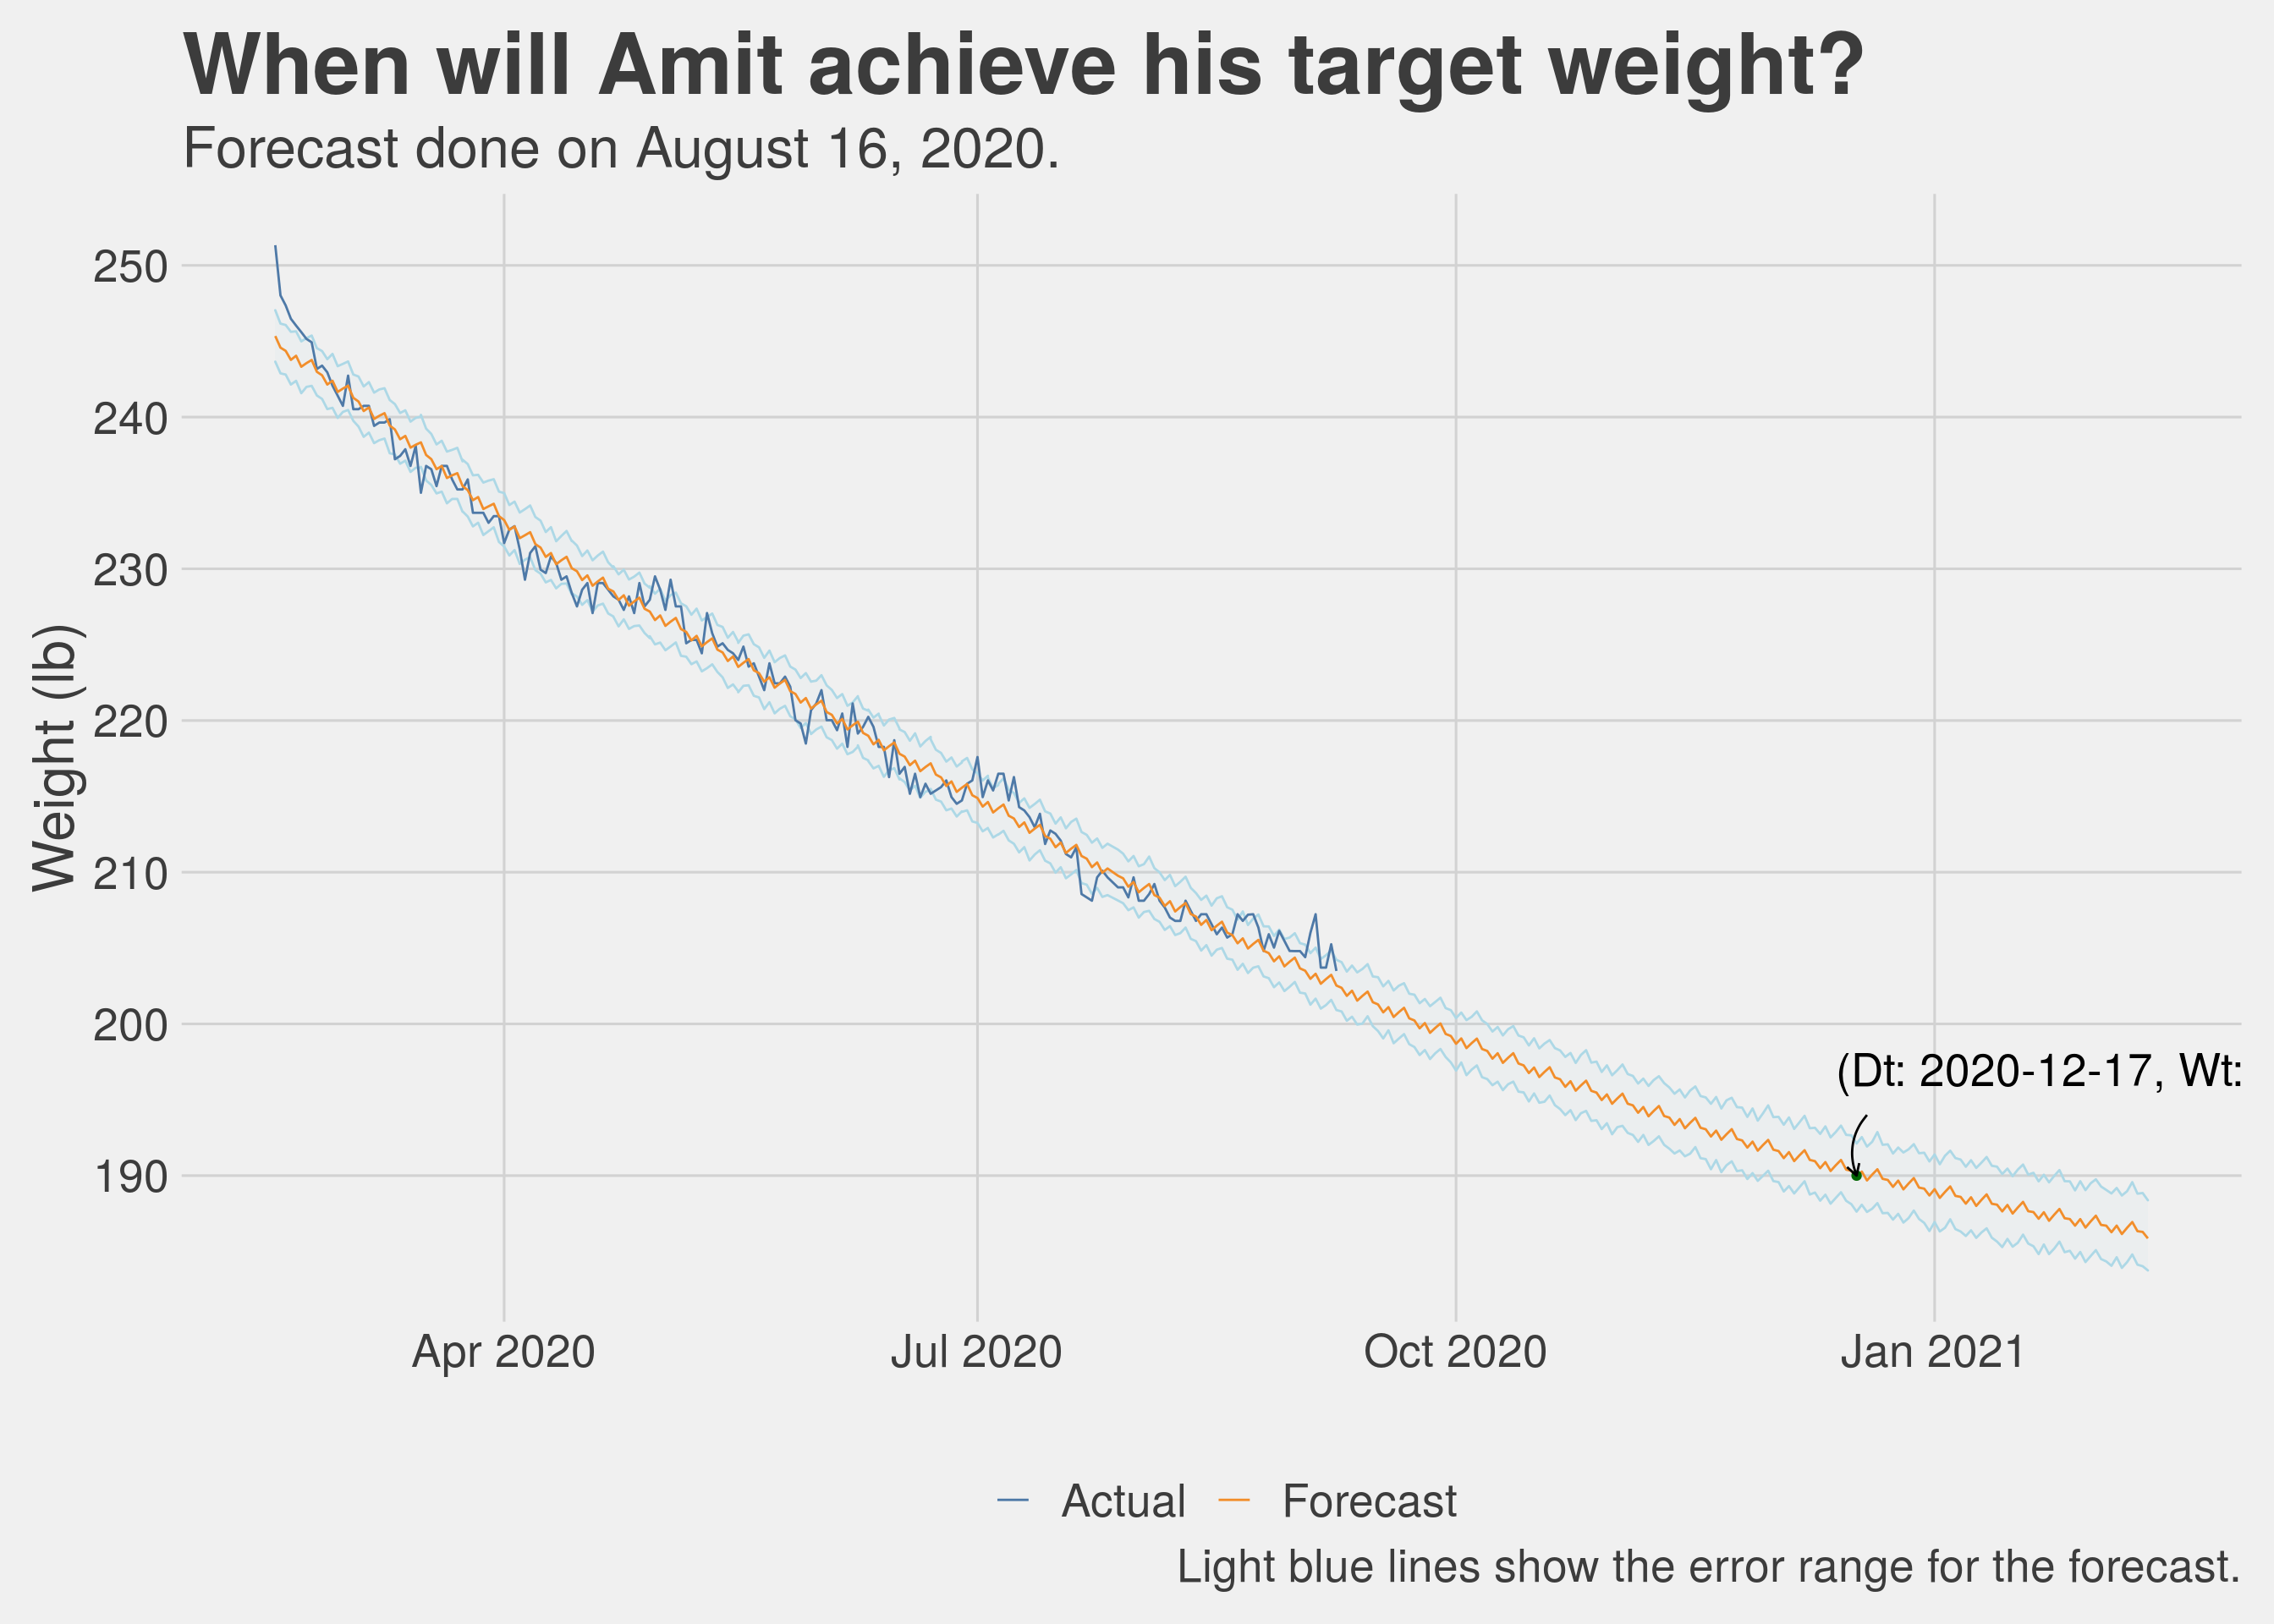 When will Amit achieve his target weight?
Forecast done on August 16, 2020.
Weight (lb)
250
240
230
220
210
200
190
(Dt: 2020-12-17, Wt:
Apr 2020
Jul 2020
Oct 2020
Jan 2021
Actual
Forecast
Light blue lines show the error range for the forecast.